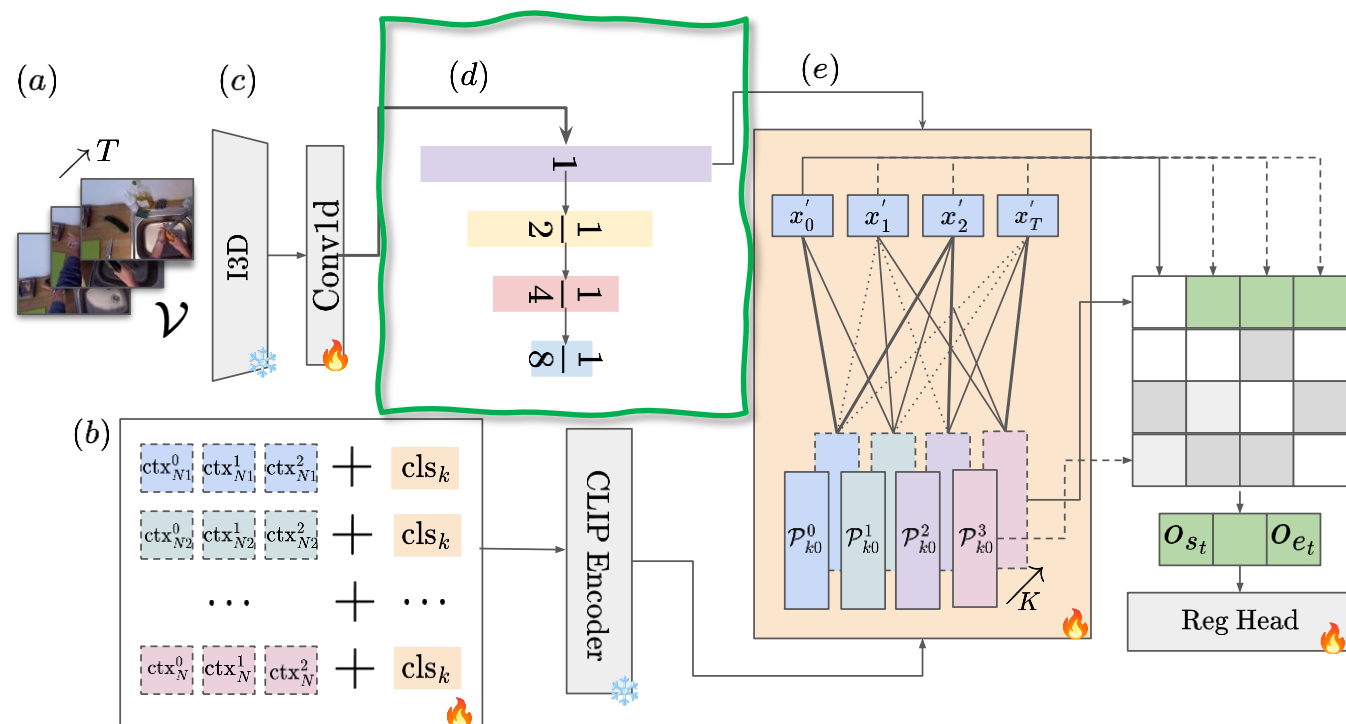 (a)
T
𝒱
(c)
I3D
Conv1d
(d)
1
1/2
1/4
1/8
(e)
x′_0 x′_1 x′_2 x′_T
P^0_{k0} P^1_{k0} P^2_{k0} P^3_{k0}
K
(b)
ctx^0_{N1} ctx^1_{N1} ctx^2_{N1} + cls_k
ctx^0_{N2} ctx^1_{N2} ctx^2_{N2} + cls_k
... + ...
ctx^0_N ctx^1_N ctx^2_N + cls_k
CLIP Encoder
o_{s_t} o_{e_t}
Reg Head